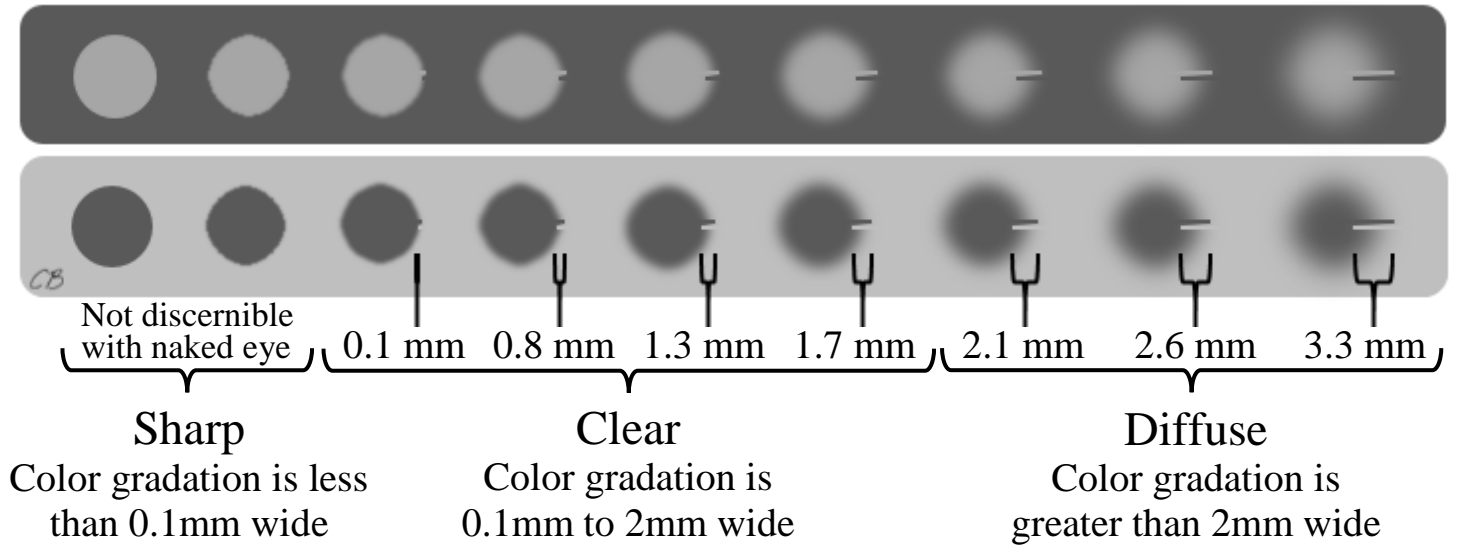 CB
Not discernible
with naked eye
0.1 mm 0.8 mm 1.3 mm 1.7 mm 2.1 mm 2.6 mm 3.3 mm
Sharp Clear Diffuse
Color gradation is less Color gradation is Color gradation is
than 0.1mm wide 0.1mm to 2mm wide greater than 2mm wide